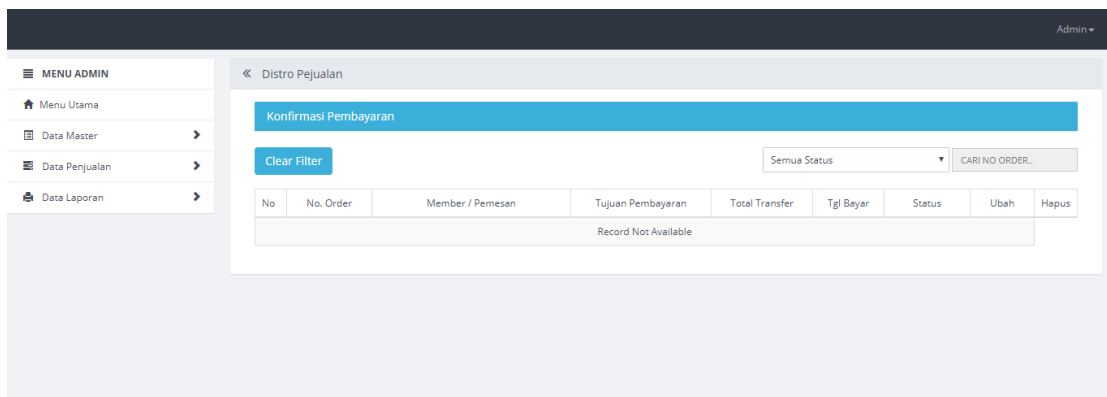 Admin
MENU ADMIN
Menu Utama
Data Master
Data Penjualan
Data Laporan
Distro Pejualan
Konfirmasi Pembayaran
Clear Filter
Semua Status
CARI NO ORDER..
No No. Order Member / Pemesan Tujuan Pembayaran Total Transfer Tgl Bayar Status Ubah Hapus
Record Not Available